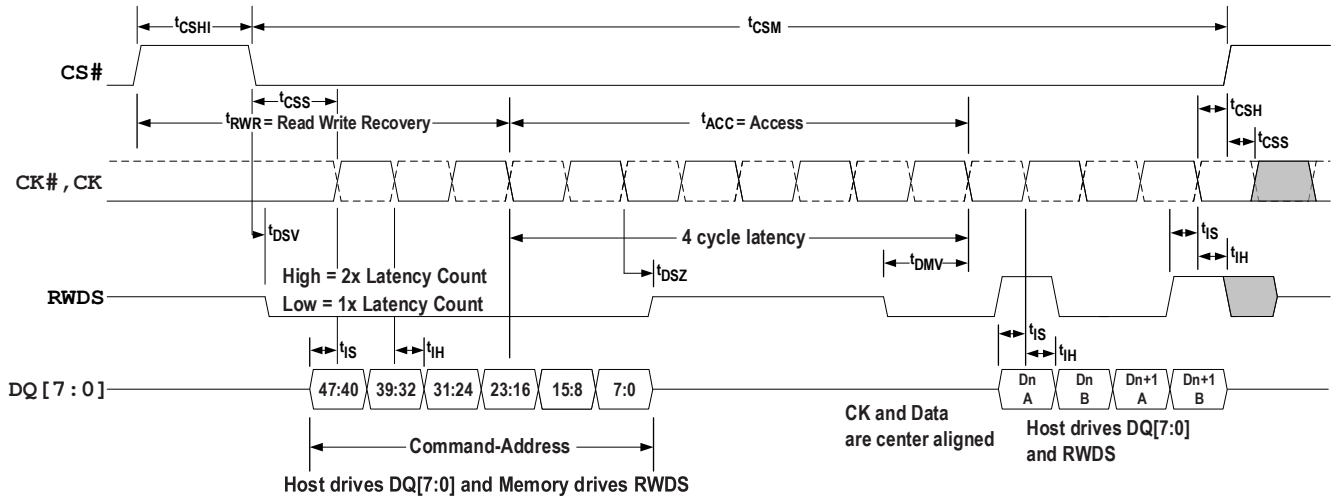 tCSHI
tCSM
CS#
tCSS
tRWR = Read Write Recovery
tACC = Access
tCSH
tCSS
CK#,CK
tDSV
4 cycle latency
tIS
tIH
tDMV
tDSZ
High = 2x Latency Count
Low = 1x Latency Count
RWDS
tIS
tIH
tIS
tIH
DQ[7:0]
47:40 39:32 31:24 23:16 15:8 7:0
Dn A
Dn B
Dn+1 A
Dn+1 B
CK and Data
are center aligned
Host drives DQ[7:0]
and RWDS
Command-Address
Host drives DQ[7:0] and Memory drives RWDS